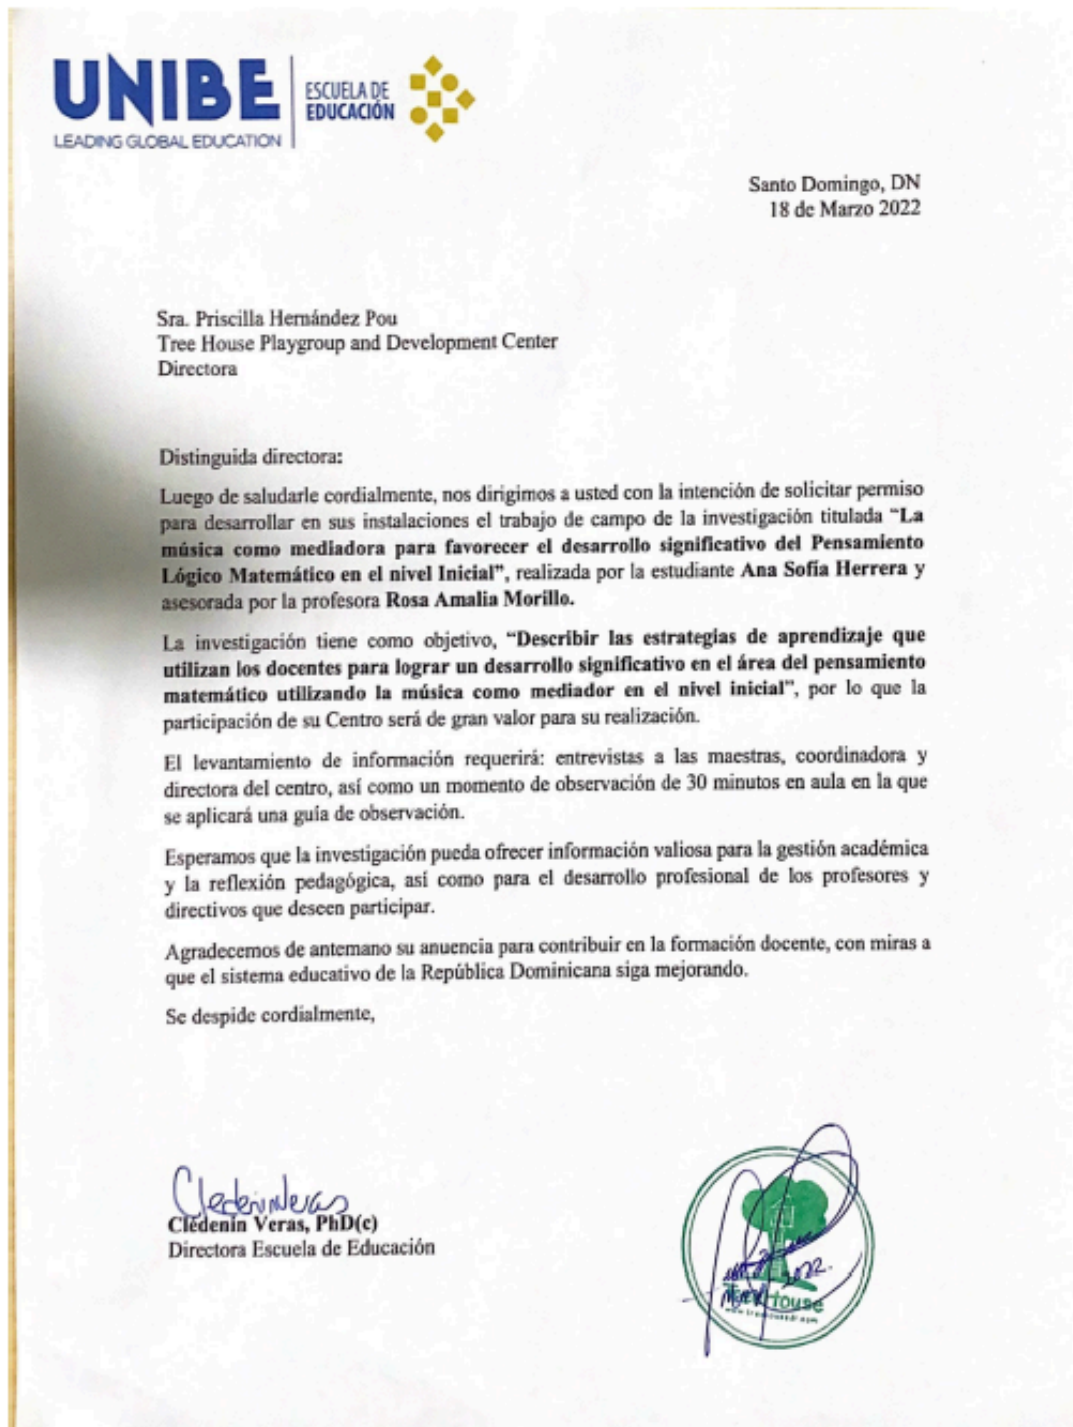 UNIBE
LEADING GLOBAL EDUCATION
ESCUELA DE
EDUCACIÓN
Santo Domingo, DN
18 de Marzo 2022
Sra. Priscilla Hernández Pou
Tree House Playgroup and Development Center
Directora
Distinguida directora:
Luego de saludarle cordialmente, nos dirigimos a usted con la intención de solicitar permiso
para desarrollar en sus instalaciones el trabajo de campo de la investigación titulada “La
música como mediadora para favorecer el desarrollo significativo del Pensamiento
Lógico Matemático en el nivel Inicial”, realizada por la estudiante Ana Sofía Herrera y
asesorada por la profesora Rosa Amalia Morillo.
La investigación tiene como objetivo, “Describir las estrategias de aprendizaje que
utilizan los docentes para lograr un desarrollo significativo en el área del pensamiento
matemático utilizando la música como mediador en el nivel inicial”, por lo que la
participación de su Centro será de gran valor para su realización.
El levantamiento de información requerirá: entrevistas a las maestras, coordinadora y
directora del centro, así como un momento de observación de 30 minutos en aula en la que
se aplicará una guía de observación.
Esperamos que la investigación pueda ofrecer información valiosa para la gestión académica
y la reflexión pedagógica, así como para el desarrollo profesional de los profesores y
directivos que deseen participar.
Agradecemos de antemano su anuencia para contribuir en la formación docente, con miras a
que el sistema educativo de la República Dominicana siga mejorando.
Se despide cordialmente,
Cledenin Veras
Clédenin Veras, PhD(c)
Directora Escuela de Educación
2022.
House